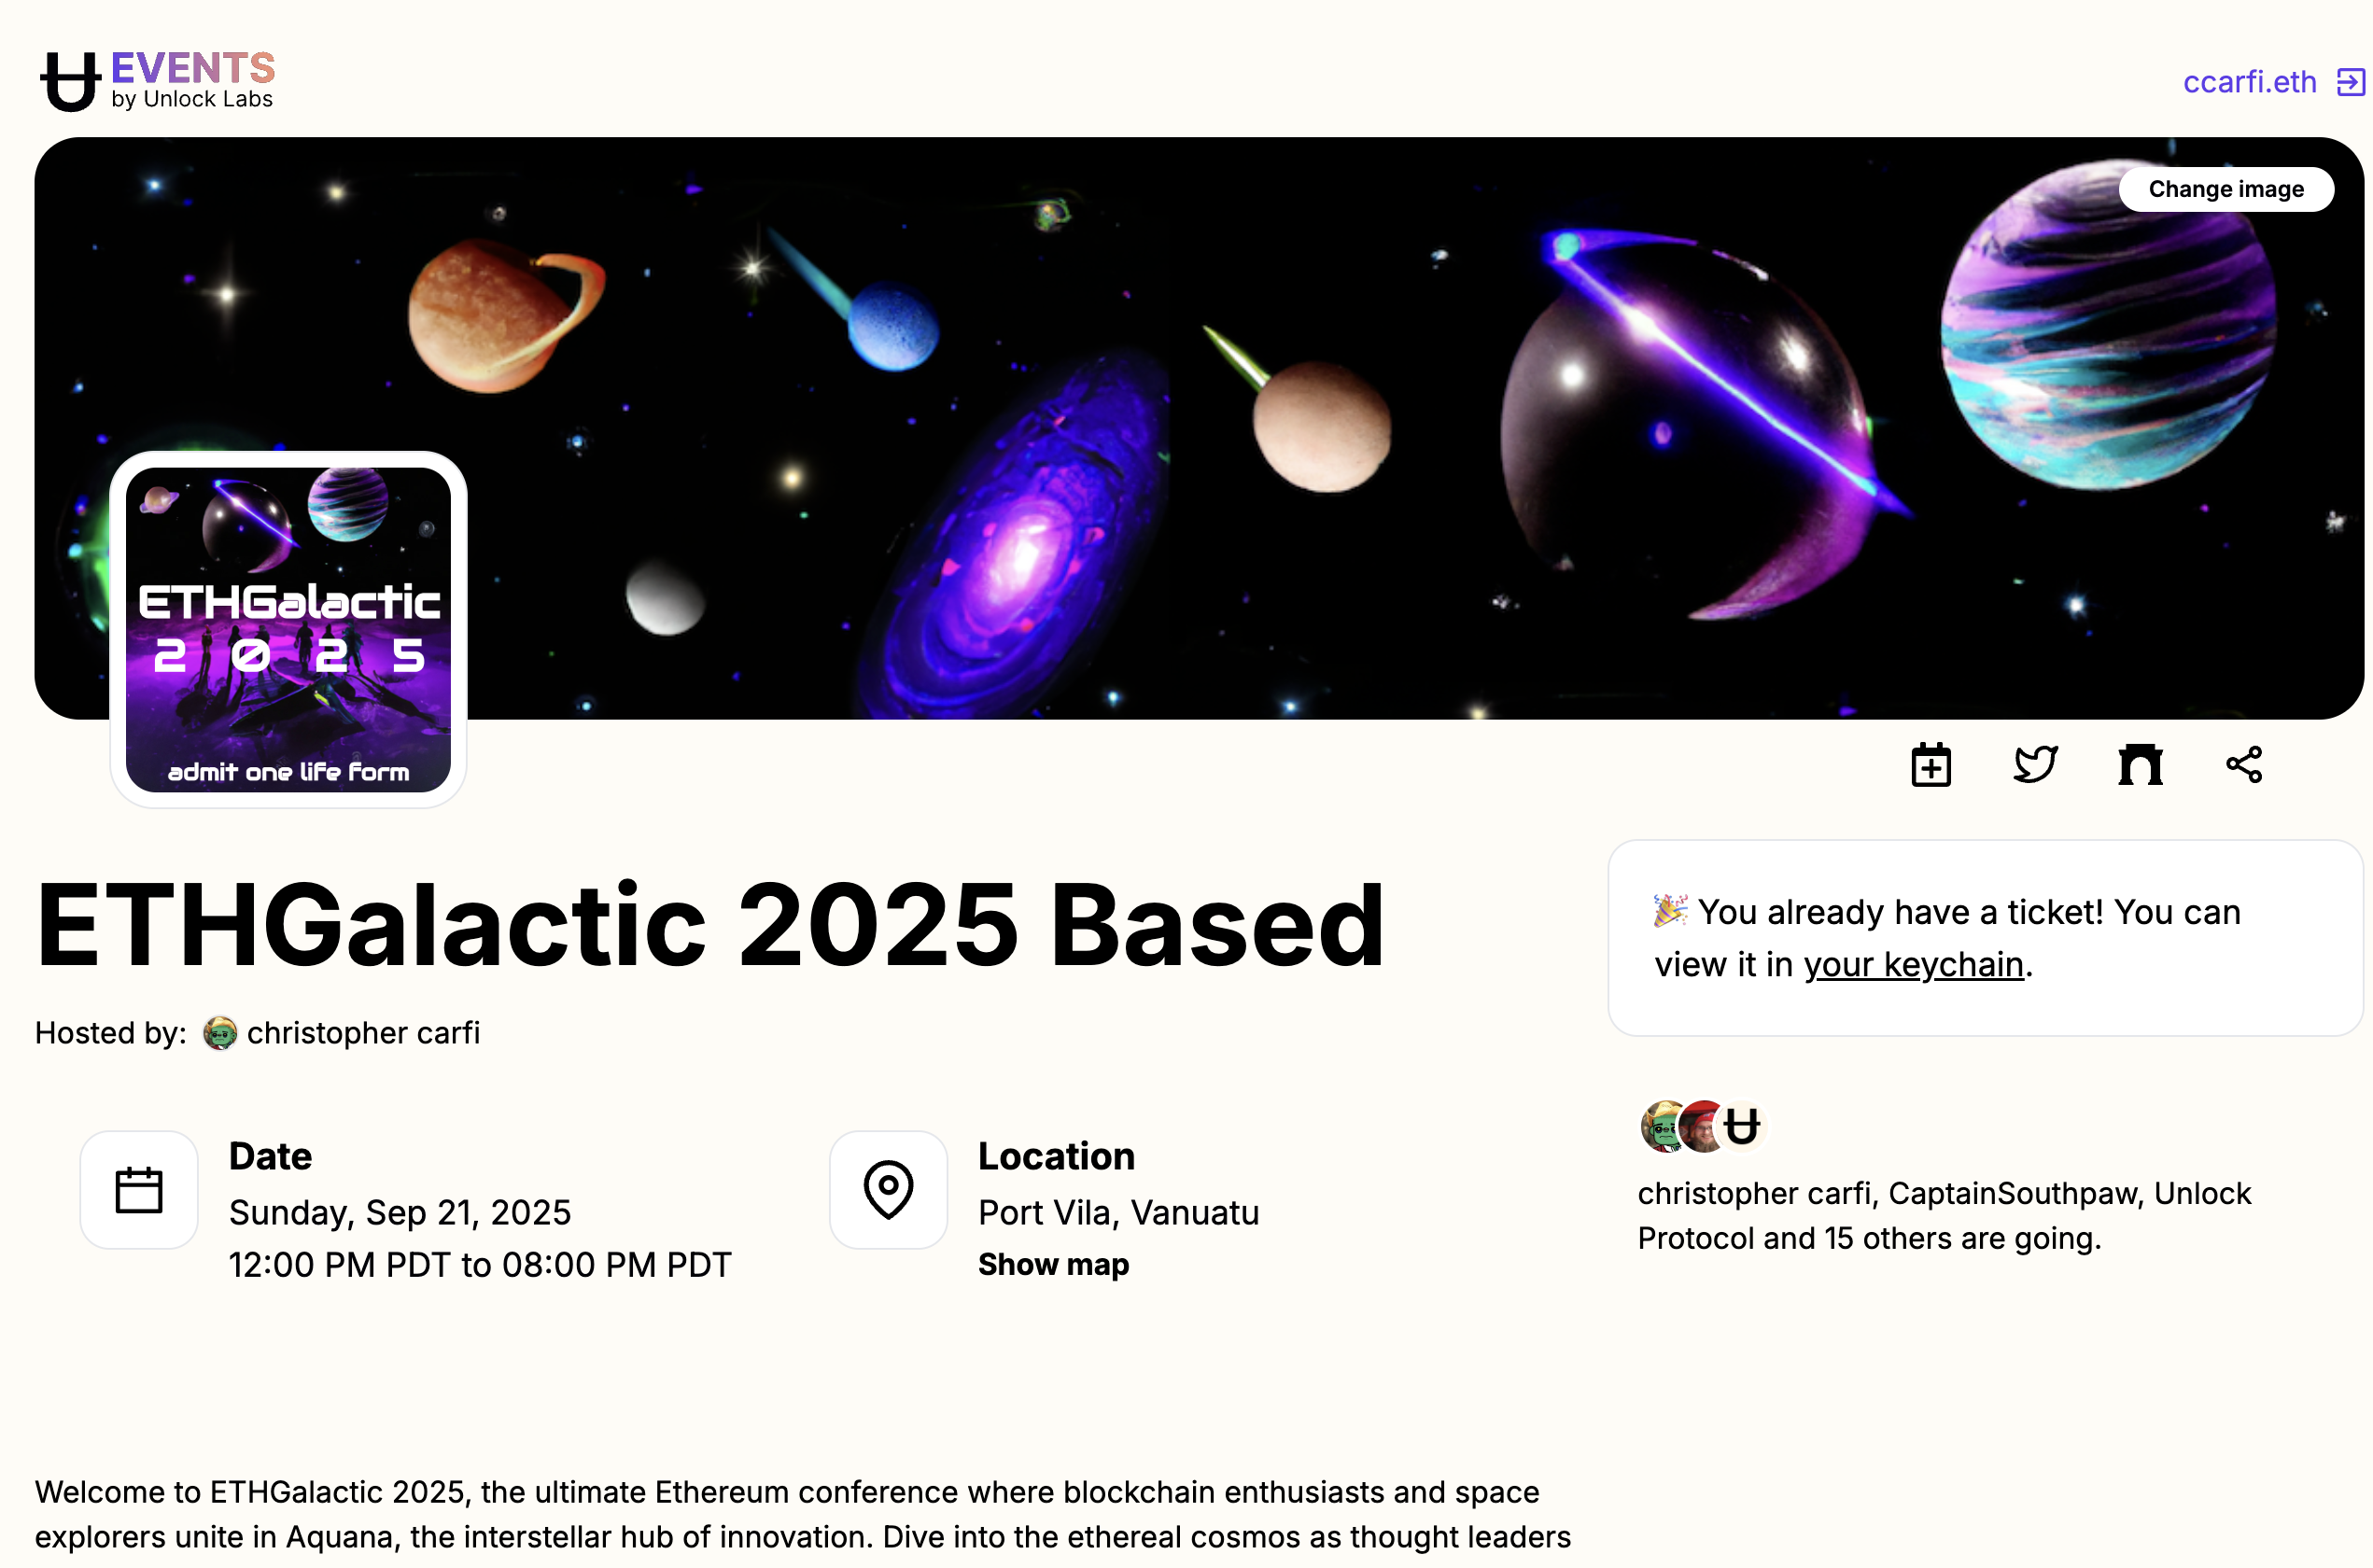 EVENTS
by Unlock Labs
ccarfi.eth
Change image
ETHGalactic
2025
admit one life form
ETHGalactic 2025 Based
Hosted by: christopher carfi
Date
Sunday, Sep 21, 2025
12:00 PM PDT to 08:00 PM PDT
Location
Port Vila, Vanuatu
Show map
🎉 You already have a ticket! You can
view it in your keychain.
christopher carfi, CaptainSouthpaw, Unlock
Protocol and 15 others are going.
Welcome to ETHGalactic 2025, the ultimate Ethereum conference where blockchain enthusiasts and space
explorers unite in Aquana, the interstellar hub of innovation. Dive into the ethereal cosmos as thought leaders